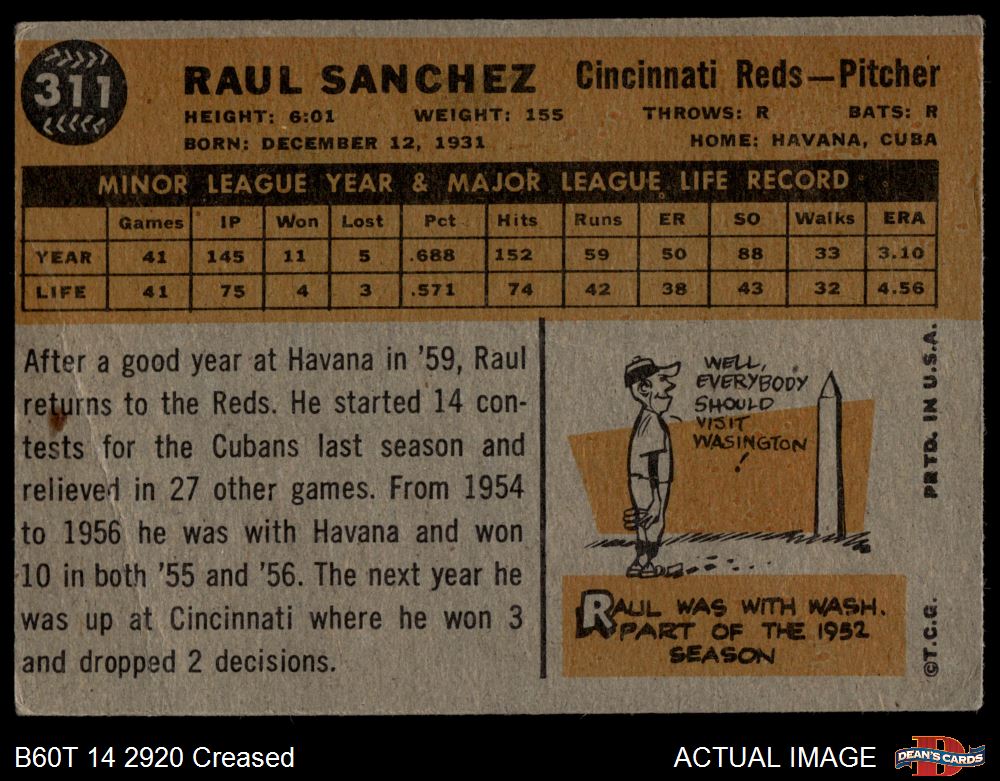 311
RAUL SANCHEZ Cincinnati Reds—Pitcher
HEIGHT: 6:01 WEIGHT: 155 THROWS: R BATS: R
BORN: DECEMBER 12, 1931 HOME: HAVANA, CUBA
MINOR LEAGUE YEAR & MAJOR LEAGUE LIFE RECORD
Games IP Won Lost Pct Hits Runs ER SO Walks ERA
YEAR 41 145 11 5 .688 152 59 50 88 33 3.10
LIFE 41 75 4 3 .571 74 42 38 43 32 4.56
After a good year at Havana in '59, Raul
returns to the Reds. He started 14 con-
tests for the Cubans last season and
relieved in 27 other games. From 1954
to 1956 he was with Havana and won
10 in both '55 and '56. The next year he
was up at Cincinnati where he won 3
and dropped 2 decisions.
WELL,
EVERYBODY
SHOULD
VISIT
WASINGTON
!
RAUL WAS WITH WASH.
PART OF THE 1952
SEASON
©T.C.G. PRTD. IN U.S.A.
B60T 14 2920 Creased ACTUAL IMAGE
D
DEAN'S CARDS